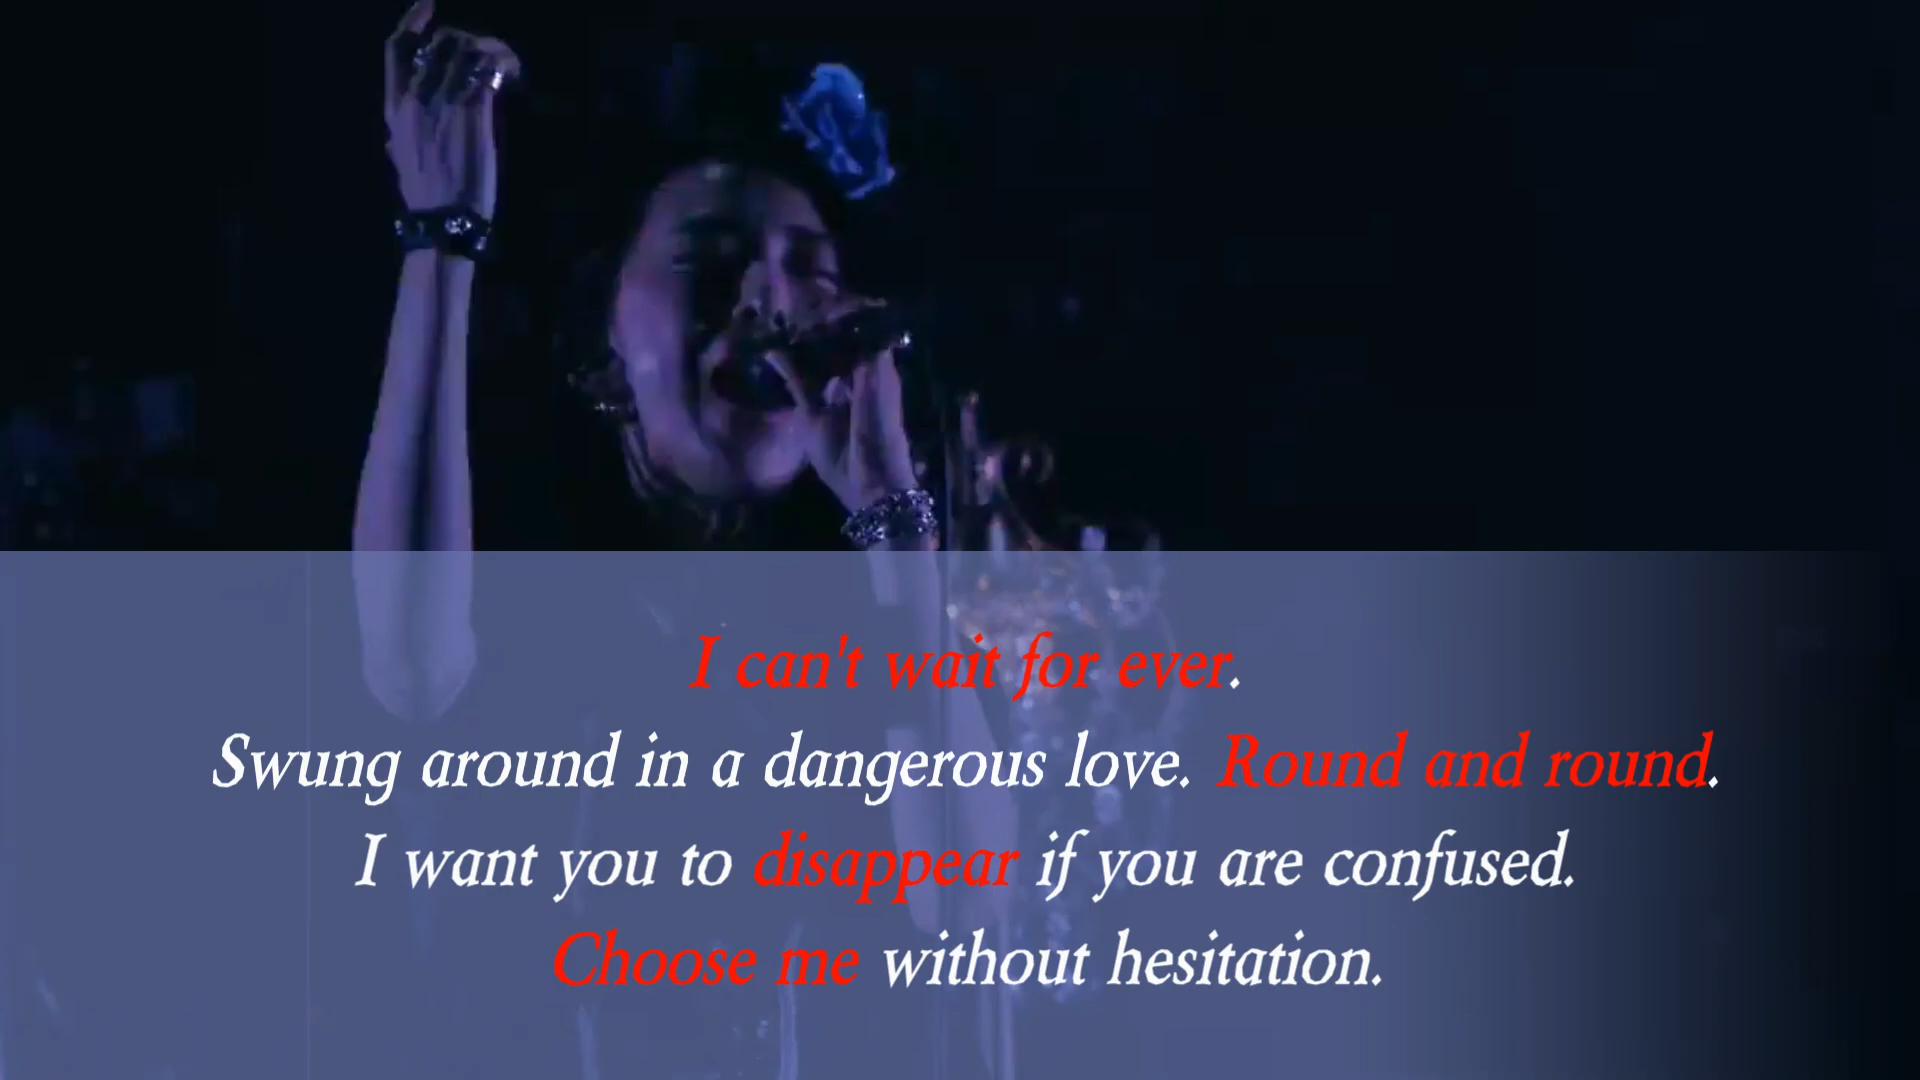 I can't wait for ever.
Swung around in a dangerous love. Round and round.
I want you to disappear if you are confused.
Choose me without hesitation.